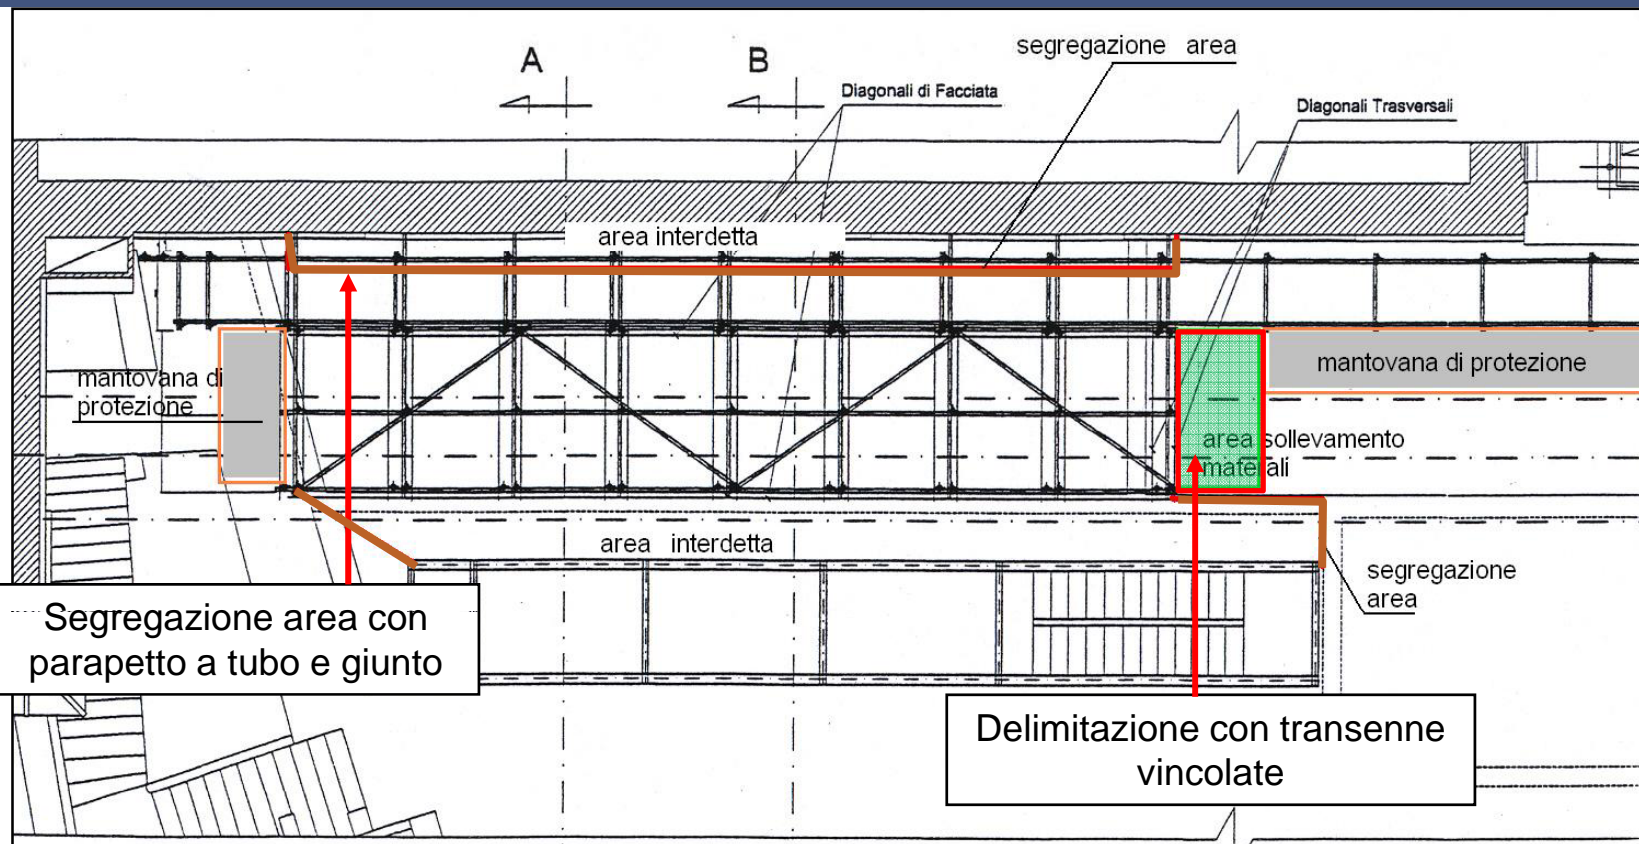 A
B
segregazione area
Diagonali di Facciata
Diagonali Trasversali
area interdetta
mantovana di protezione
mantovana di
protezione
area sollevamento
materiali
area interdetta
segregazione
area
Segregazione area con
parapetto a tubo e giunto
Delimitazione con transenne
vincolate